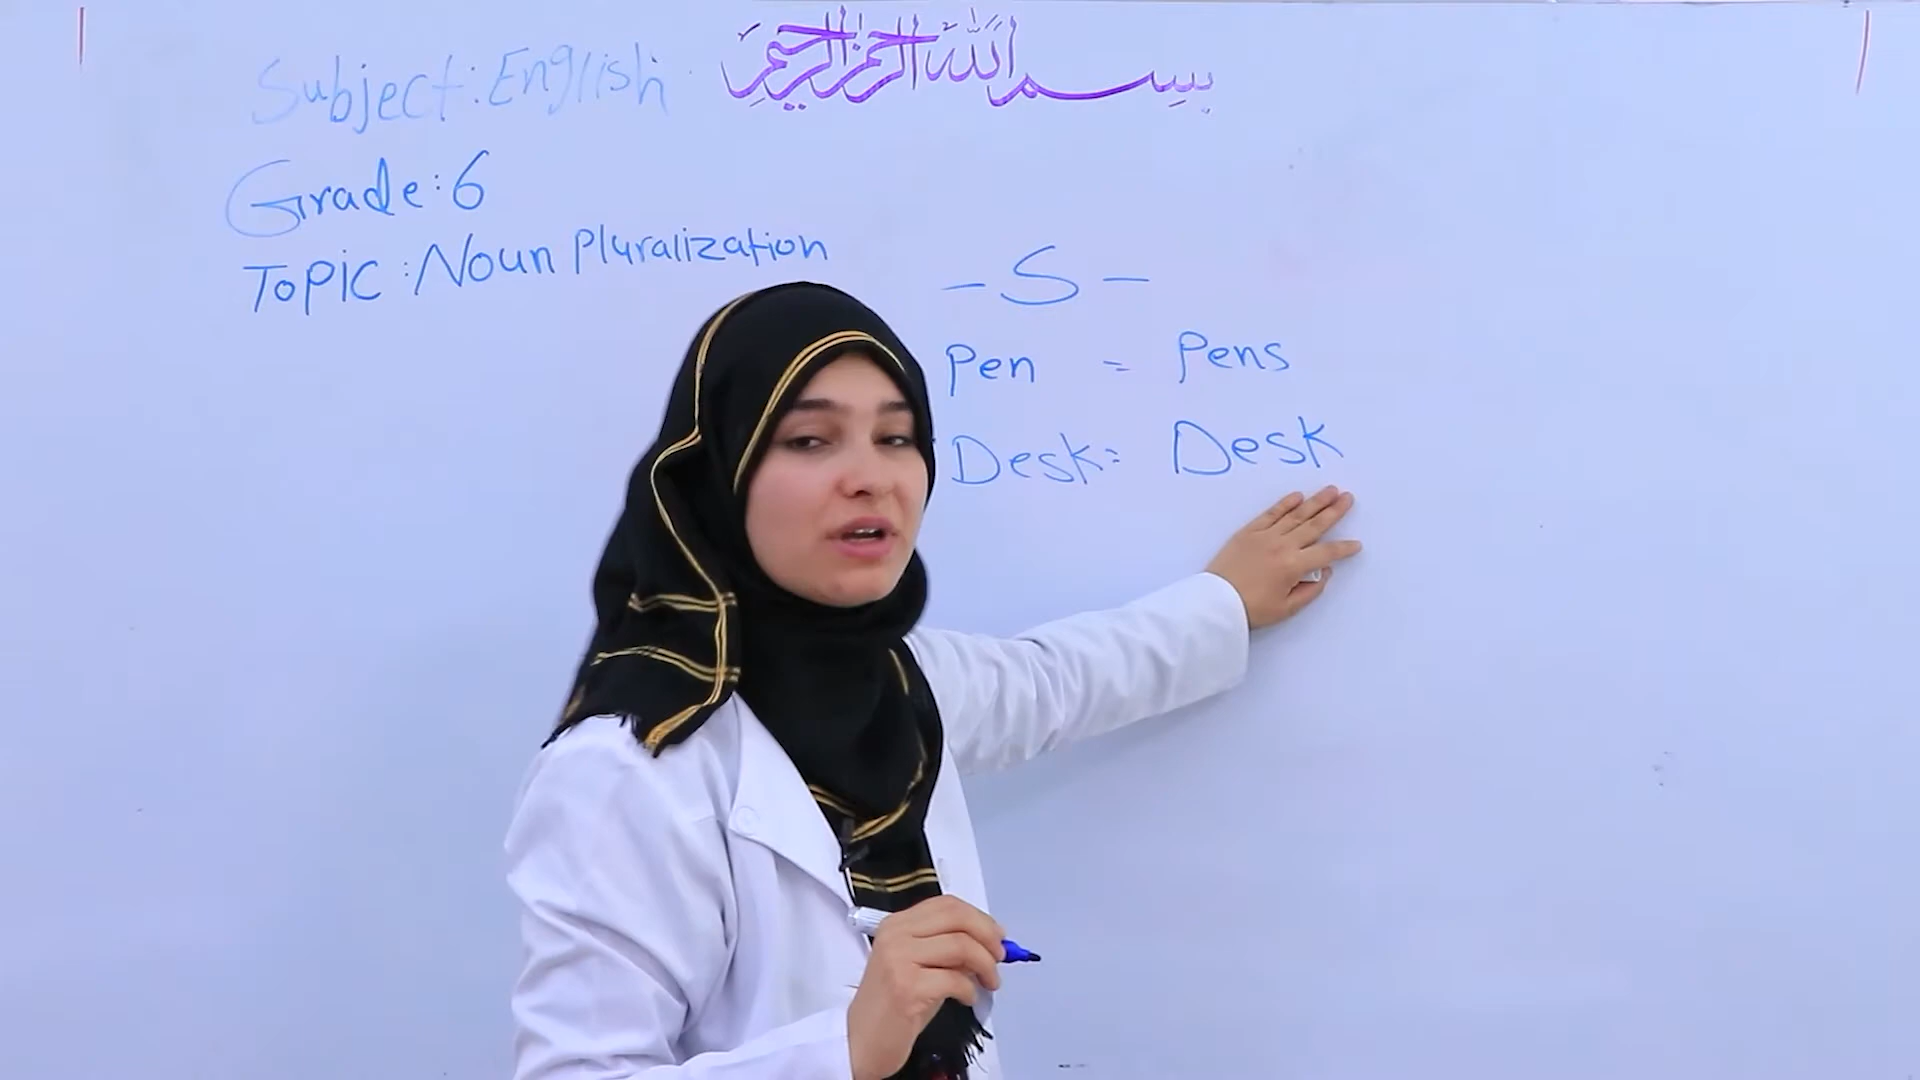 بسم الله الرحمن الرحيم
Subject: English
Grade: 6
Topic: Noun Pluralization
- S -
Pen = Pens
Desk = Desk